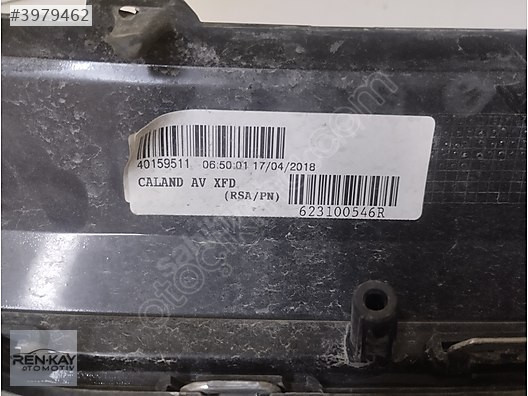 #3979462
40159511 06:50:01 17/04/2018
CALAND AV XFD
(RSA/PN)
623100546R
REN-KAY
OTOMOTİV